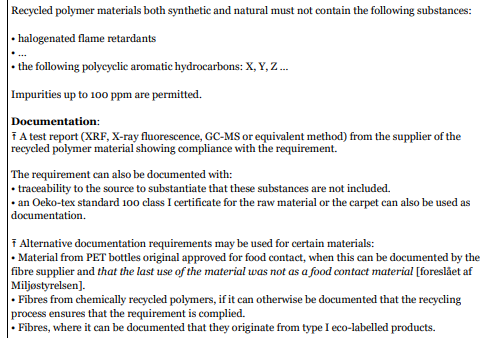 Recycled polymer materials both synthetic and natural must not contain the following substances:
• halogenated flame retardants
• ...
• the following polycyclic aromatic hydrocarbons: X, Y, Z ...
Impurities up to 100 ppm are permitted.
Documentation:
⤒ A test report (XRF, X-ray fluorescence, GC-MS or equivalent method) from the supplier of the
recycled polymer material showing compliance with the requirement.
The requirement can also be documented with:
• traceability to the source to substantiate that these substances are not included.
• an Oeko-tex standard 100 class I certificate for the raw material or the carpet can also be used as
documentation.
⤒ Alternative documentation requirements may be used for certain materials:
• Material from PET bottles original approved for food contact, when this can be documented by the
fibre supplier and that the last use of the material was not as a food contact material [foreslået af
Miljøstyrelsen].
• Fibres from chemically recycled polymers, if it can otherwise be documented that the recycling
process ensures that the requirement is complied.
• Fibres, where it can be documented that they originate from type I eco-labelled products.